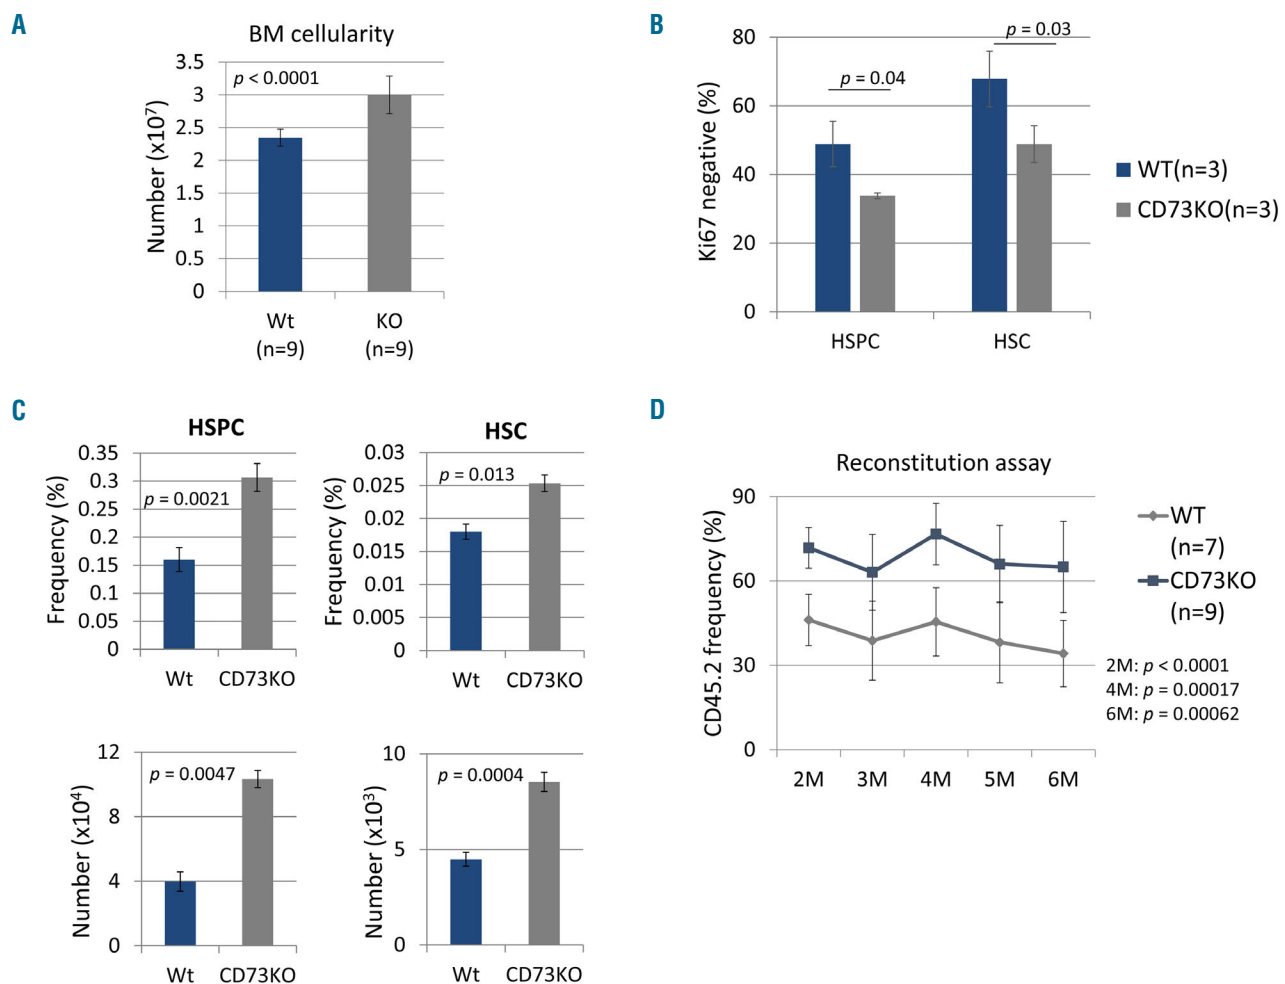 A
BM cellularity
Number (x10⁷)
3.5
3
2.5
2
1.5
1
0.5
0
p < 0.0001
Wt
(n=9)
KO
(n=9)
B
Ki67 negative (%)
80
60
40
20
0
p = 0.04
p = 0.03
HSPC
HSC
WT(n=3)
CD73KO(n=3)
C
HSPC
Frequency (%)
0.35
0.3
0.25
0.2
0.15
0.1
0.05
0
p = 0.0021
Wt
CD73KO
HSC
Frequency (%)
0.03
0.025
0.02
0.015
0.01
0.005
0
p = 0.013
Wt
CD73KO
Number (x10⁴)
12
8
4
0
p = 0.0047
Wt
CD73KO
Number (x10³)
10
5
0
p = 0.0004
Wt
CD73KO
D
Reconstitution assay
CD45.2 frequency (%)
90
60
30
0
2M
3M
4M
5M
6M
WT
(n=7)
CD73KO
(n=9)
2M: p < 0.0001
4M: p = 0.00017
6M: p = 0.00062